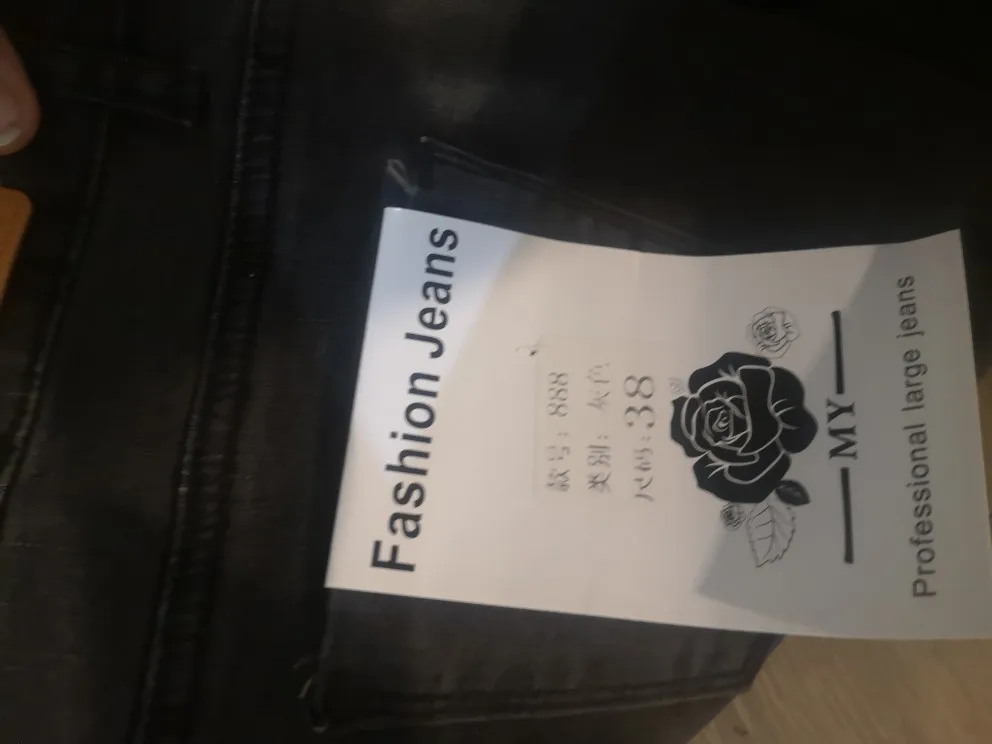 Fashion Jeans
款号: 888
类别: 灰色
尺码:38
MY
Professional large jeans